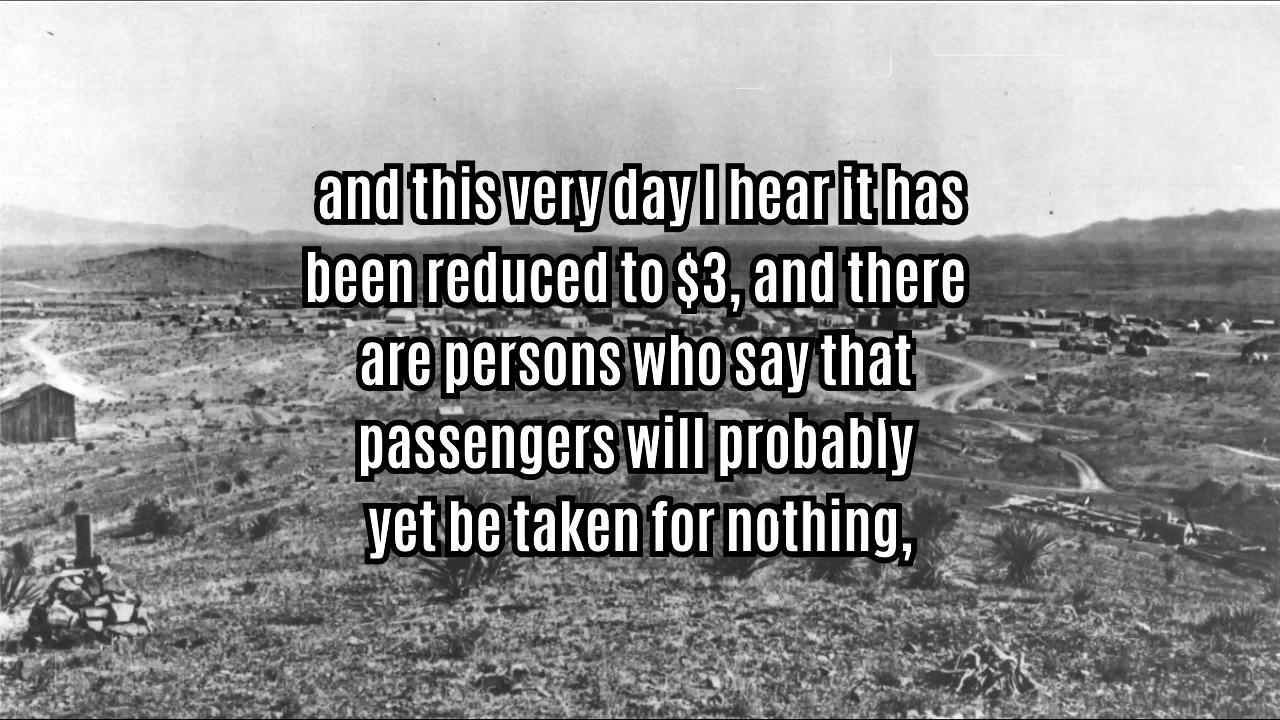 and this very day I hear it has
been reduced to $3, and there
are persons who say that
passengers will probably
yet be taken for nothing,